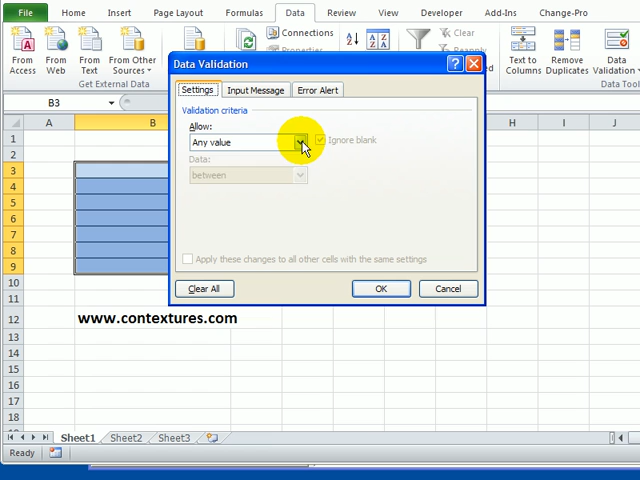 File Home Insert Page Layout Formulas Data Review View Developer Add-Ins Change-Pro
Connections Clear
Properties Reapply
From Access From Web From Text From Other Sources Text to Columns Remove Duplicates Data Validation
Get External Data Data Tool
Data Validation
Settings Input Message Error Alert
Validation criteria
Allow:
Any value Ignore blank
Data:
between
Apply these changes to all other cells with the same settings
Clear All OK Cancel
B3
A B H I J
1
2
3
4
5
6
7
8
9
10
11
12 www.contextures.com
13
14
15
16
17
18
Sheet1 Sheet2 Sheet3
Ready